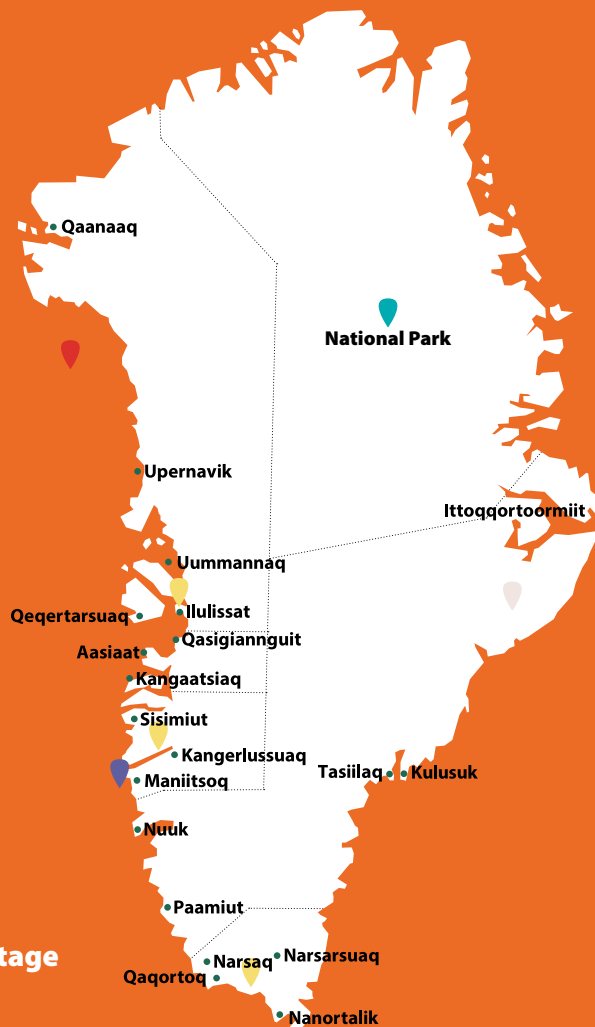 Qaanaaq
National Park
Upernavik
Ittoqqortoormiit
Uummannaq
Ilulissat
Qeqertarsuaq
Qasigiannguit
Aasiaat
Kangaatsiaq
Sisimiut
Kangerlussuaq
Tasiilaq
Kulusuk
Maniitsoq
Nuuk
Paamiut
tage
Narsaq
Narsarsuaq
Qaqortoq
Nanortalik